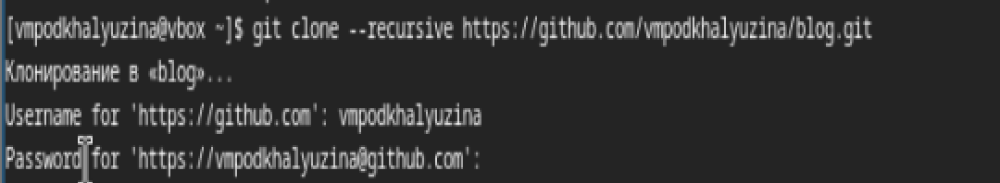 [vmpodkhalyuzina@vbox ~]$ git clone --recursive https://github.com/vmpodkhalyuzina/blog.git
Клонирование в «blog»...
Username for 'https://github.com': vmpodkhalyuzina
Password for 'https://vmpodkhalyuzina@github.com':